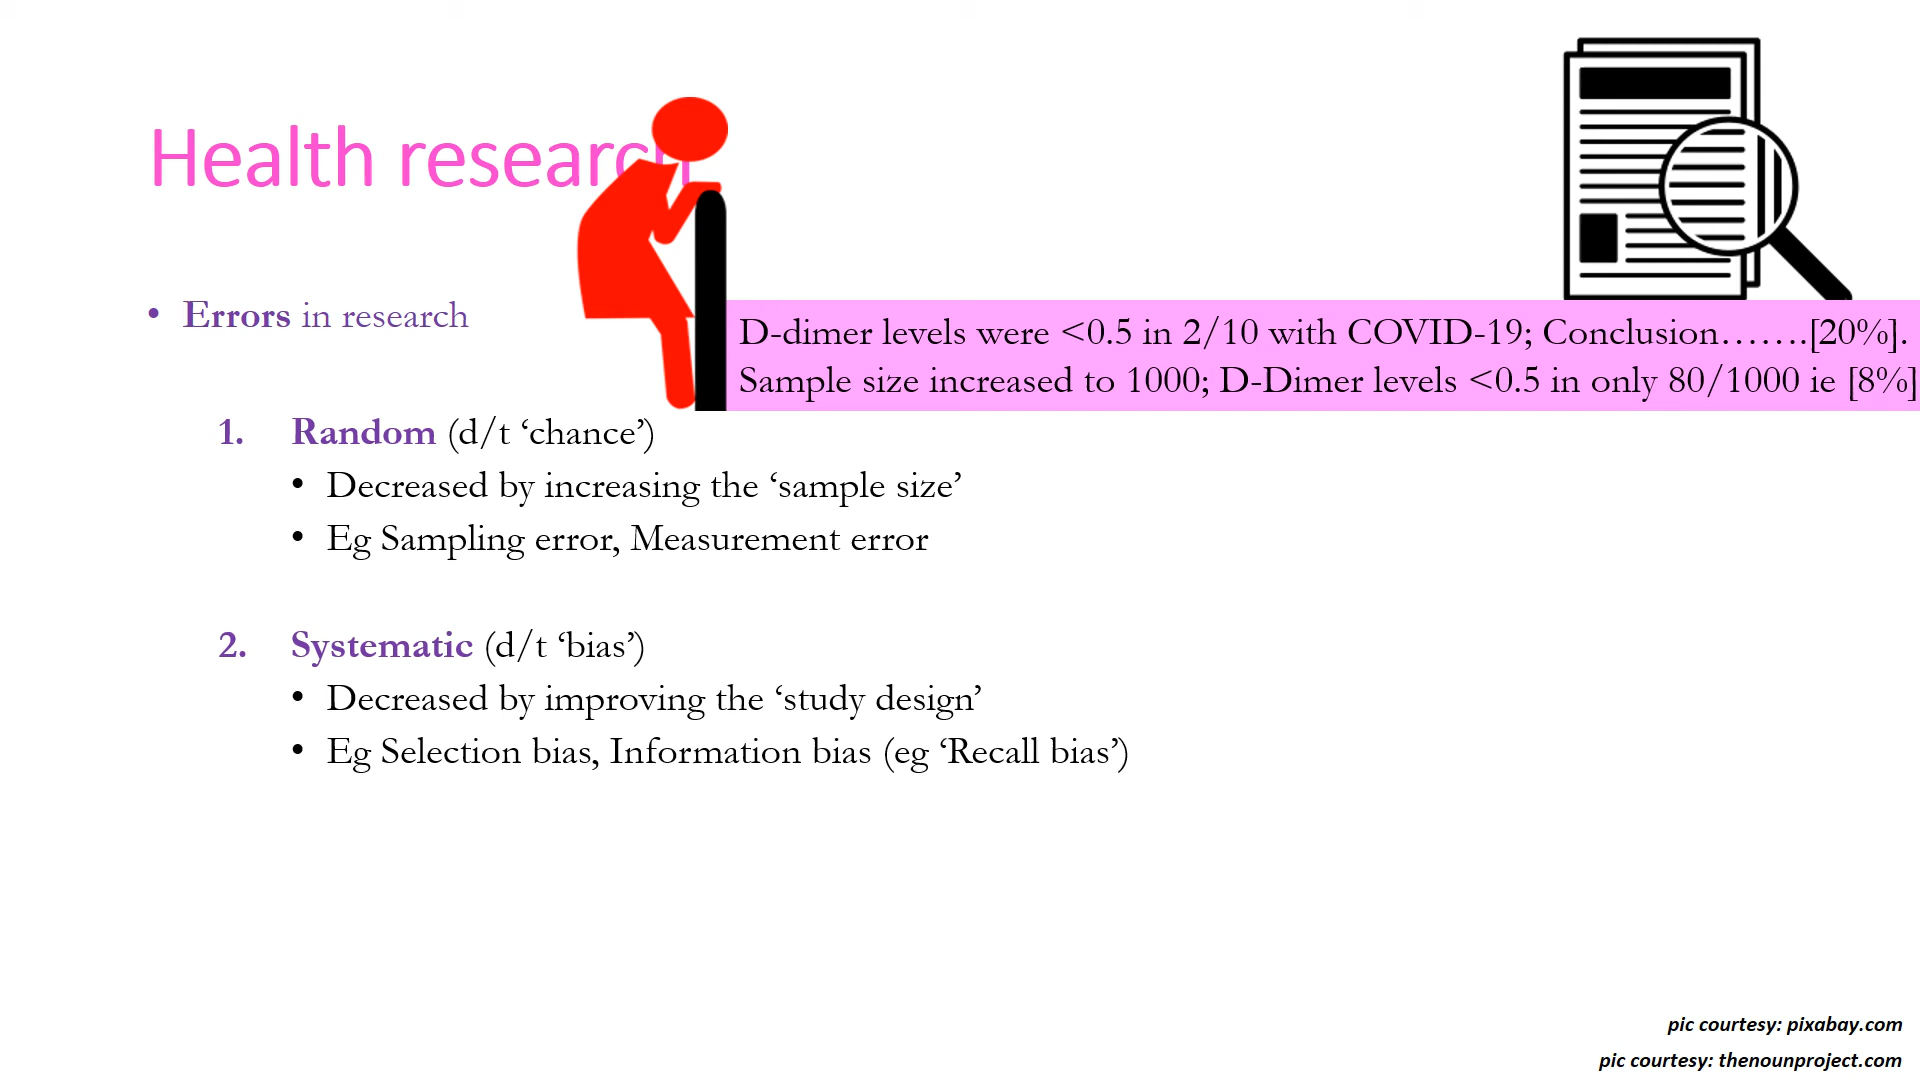 Health research
• Errors in research
D-dimer levels were <0.5 in 2/10 with COVID-19; Conclusion…….[20%].
Sample size increased to 1000; D-Dimer levels <0.5 in only 80/1000 ie [8%]
1. Random (d/t ‘chance’)
• Decreased by increasing the ‘sample size’
• Eg Sampling error, Measurement error
2. Systematic (d/t ‘bias’)
• Decreased by improving the ‘study design’
• Eg Selection bias, Information bias (eg ‘Recall bias’)
pic courtesy: pixabay.com
pic courtesy: thenounproject.com